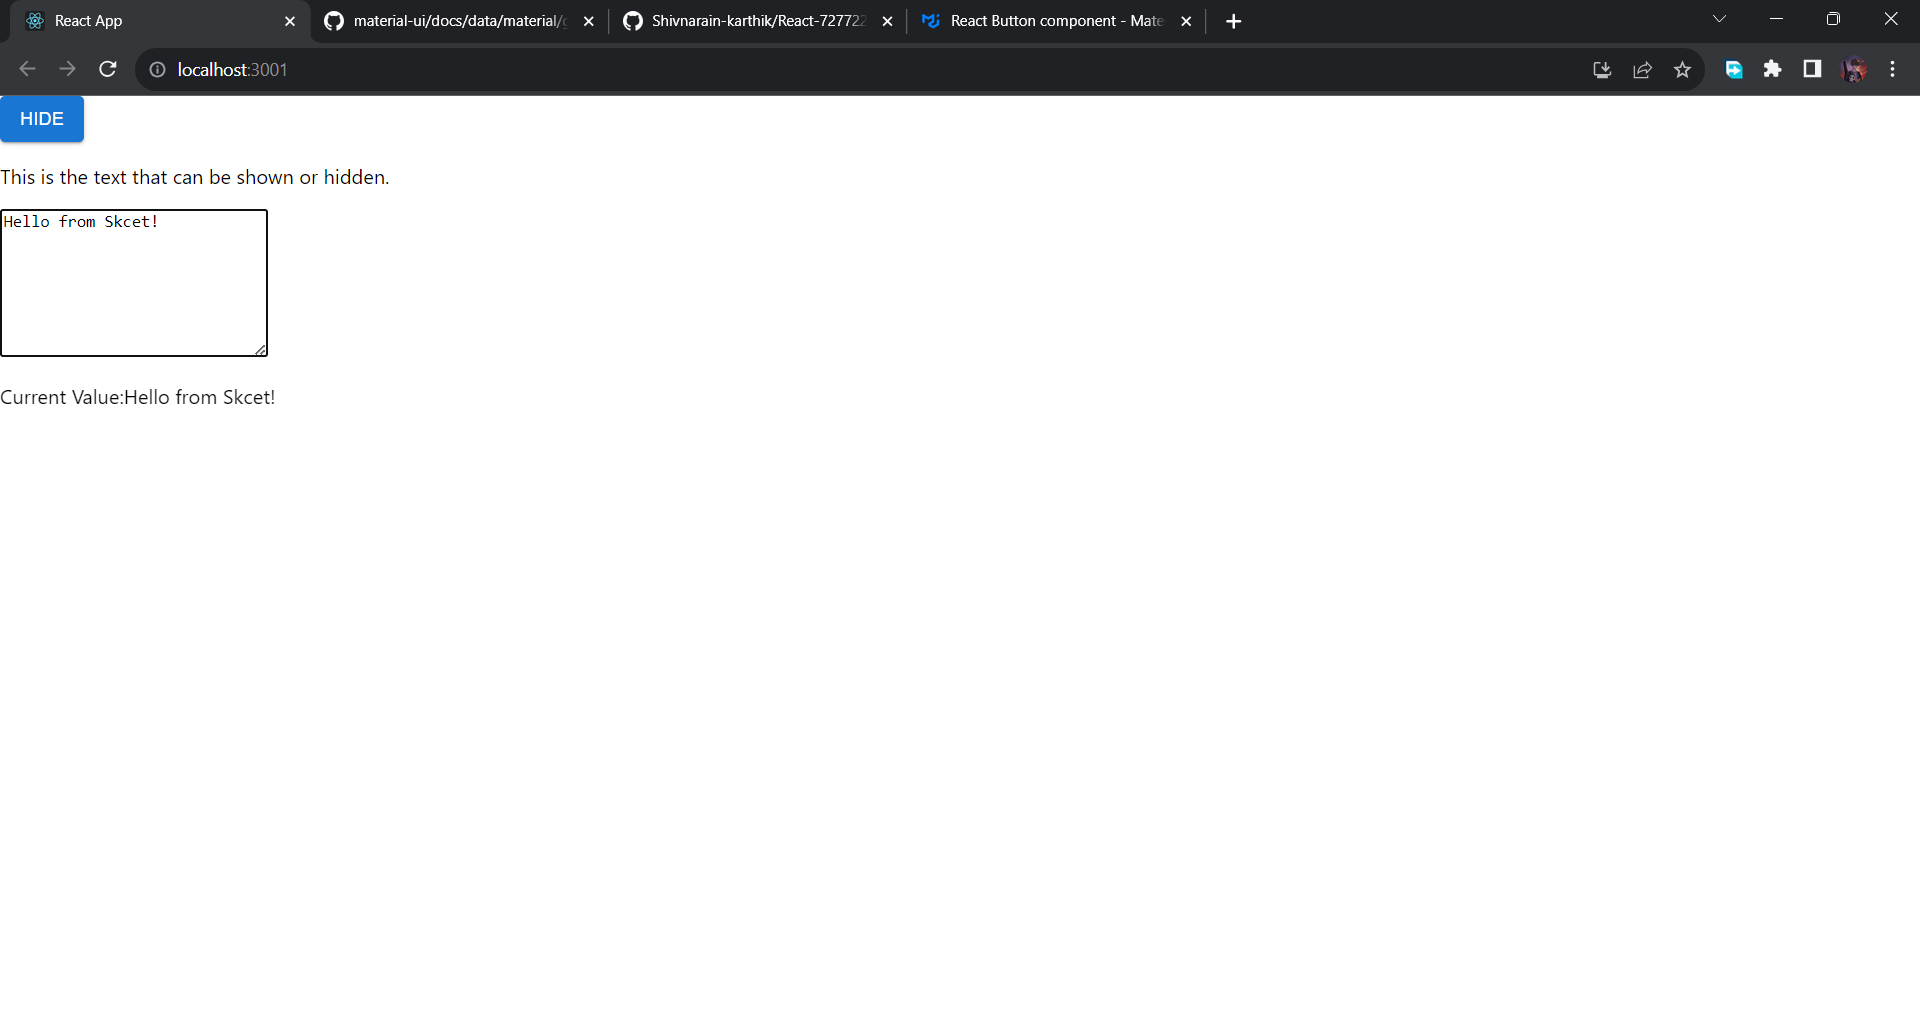 React App
material-ui/docs/data/material/
Shivnarain-karthik/React-727722
React Button component - Mate
localhost:3001
HIDE
This is the text that can be shown or hidden.
Hello from Skcet!
Current Value:Hello from Skcet!